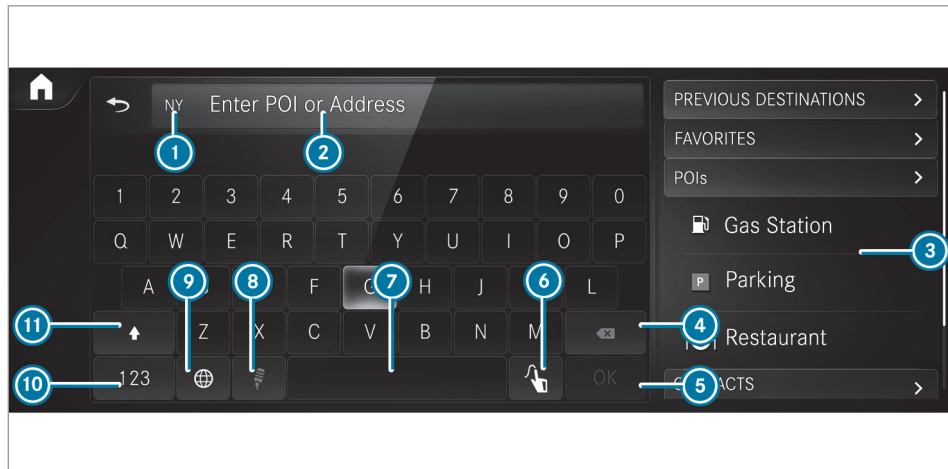 NY Enter POI or Address
1
2
1 2 3 4 5 6 7 8 9 0
Q W E R T Y U I O P
A F G H J L
9
8
7
6
11
Z X C V B N M
4
10
123
OK
5
PREVIOUS DESTINATIONS
FAVORITES
POIs
Gas Station
3
P Parking
Restaurant